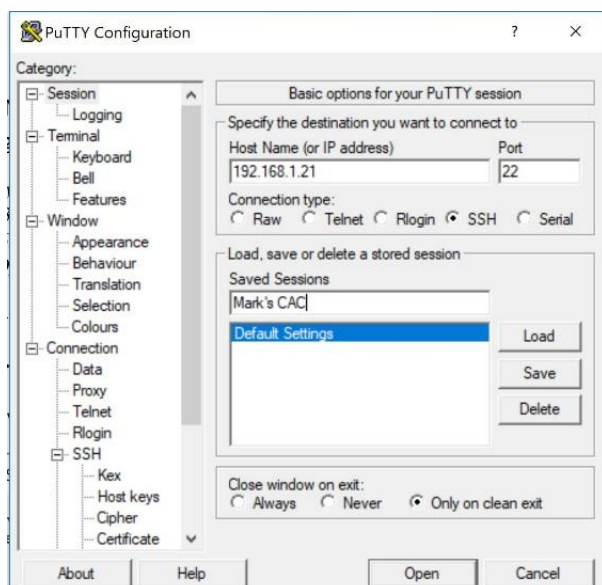 PuTTY Configuration
?
Category:
Session
Logging
Terminal
Keyboard
Bell
Features
Window
Appearance
Behaviour
Translation
Selection
Colours
Connection
Data
Proxy
Telnet
Rlogin
SSH
Kex
Host keys
Cipher
Certificate
Basic options for your PuTTY session
Specify the destination you want to connect to
Host Name (or IP address) Port
192.168.1.21 22
Connection type:
Raw Telnet Rlogin SSH Serial
Load, save or delete a stored session
Saved Sessions
Mark's CAC
Default Settings
Load
Save
Delete
Close window on exit:
Always Never Only on clean exit
About Help Open Cancel